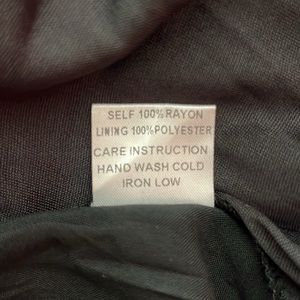 SELF 100% RAYON
LINING 100% POLYESTER
CARE INSTRUCTION
HAND WASH COLD
IRON LOW